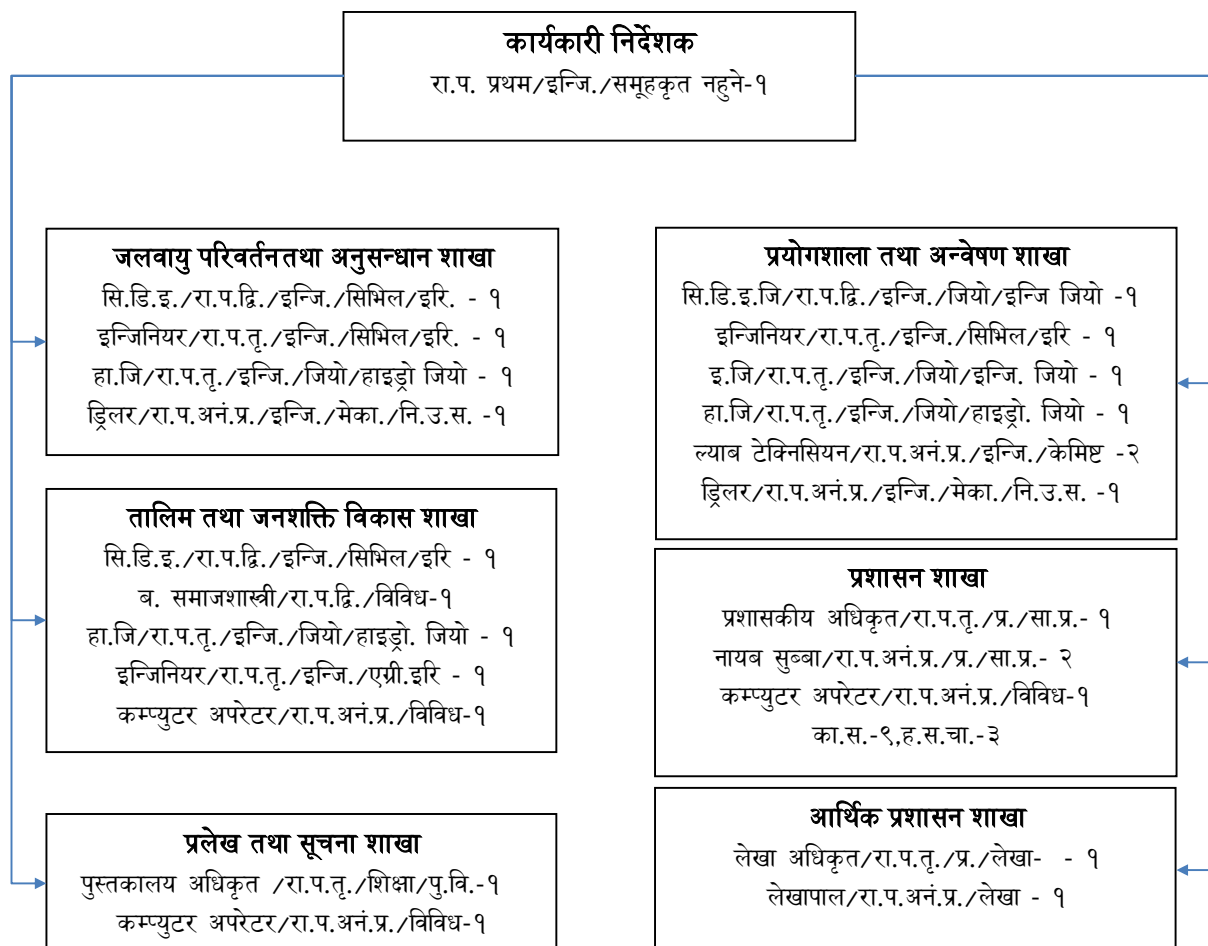 कार्यकारी निर्देशक
रा.प. प्रथम/इन्जि./समूहकृत नहुने-१
जलवायु परिवर्तनतथा अनुसन्धान शाखा
सि.डि.इ./रा.प.द्वि./इन्जि./सिभिल/इरि. - १
इन्जिनियर/रा.प.तृ./इन्जि./सिभिल/इरि. - १
हा.जि/रा.प.तृ./इन्जि./जियो/हाइड्रो जियो - १
ड्रिलर/रा.प.अनं.प्र./इन्जि./मेका./नि.उ.स. -१
तालिम तथा जनशक्ति विकास शाखा
सि.डि.इ./रा.प.द्वि./इन्जि./सिभिल/इरि - १
ब. समाजशास्त्री/रा.प.द्वि./विविध-१
हा.जि/रा.प.तृ./इन्जि./जियो/हाइड्रो. जियो - १
इन्जिनियर/रा.प.तृ./इन्जि./एग्री.इरि - १
कम्प्युटर अपरेटर/रा.प.अनं.प्र./विविध-१
प्रलेख तथा सूचना शाखा
पुस्तकालय अधिकृत /रा.प.तृ./शिक्षा/पु.वि.-१
कम्प्युटर अपरेटर/रा.प.अनं.प्र./विविध-१
प्रयोगशाला तथा अन्वेषण शाखा
सि.डि.इ.जि/रा.प.द्वि./इन्जि./जियो/इन्जि जियो -१
इन्जिनियर/रा.प.तृ./इन्जि./सिभिल/इरि - १
इ.जि/रा.प.तृ./इन्जि./जियो/इन्जि. जियो - १
हा.जि/रा.प.तृ./इन्जि./जियो/हाइड्रो. जियो - १
ल्याब टेक्निसियन/रा.प.अनं.प्र./इन्जि./केमिष्ट -२
ड्रिलर/रा.प.अनं.प्र./इन्जि./मेका./नि.उ.स. -१
प्रशासन शाखा
प्रशासकीय अधिकृत/रा.प.तृ./प्र./सा.प्र.- १
नायब सुब्बा/रा.प.अनं.प्र./प्र./सा.प्र.- २
कम्प्युटर अपरेटर/रा.प.अनं.प्र./विविध-१
का.स.-९,ह.स.चा.-३
आर्थिक प्रशासन शाखा
लेखा अधिकृत/रा.प.तृ./प्र./लेखा- - १
लेखापाल/रा.प.अनं.प्र./लेखा - १